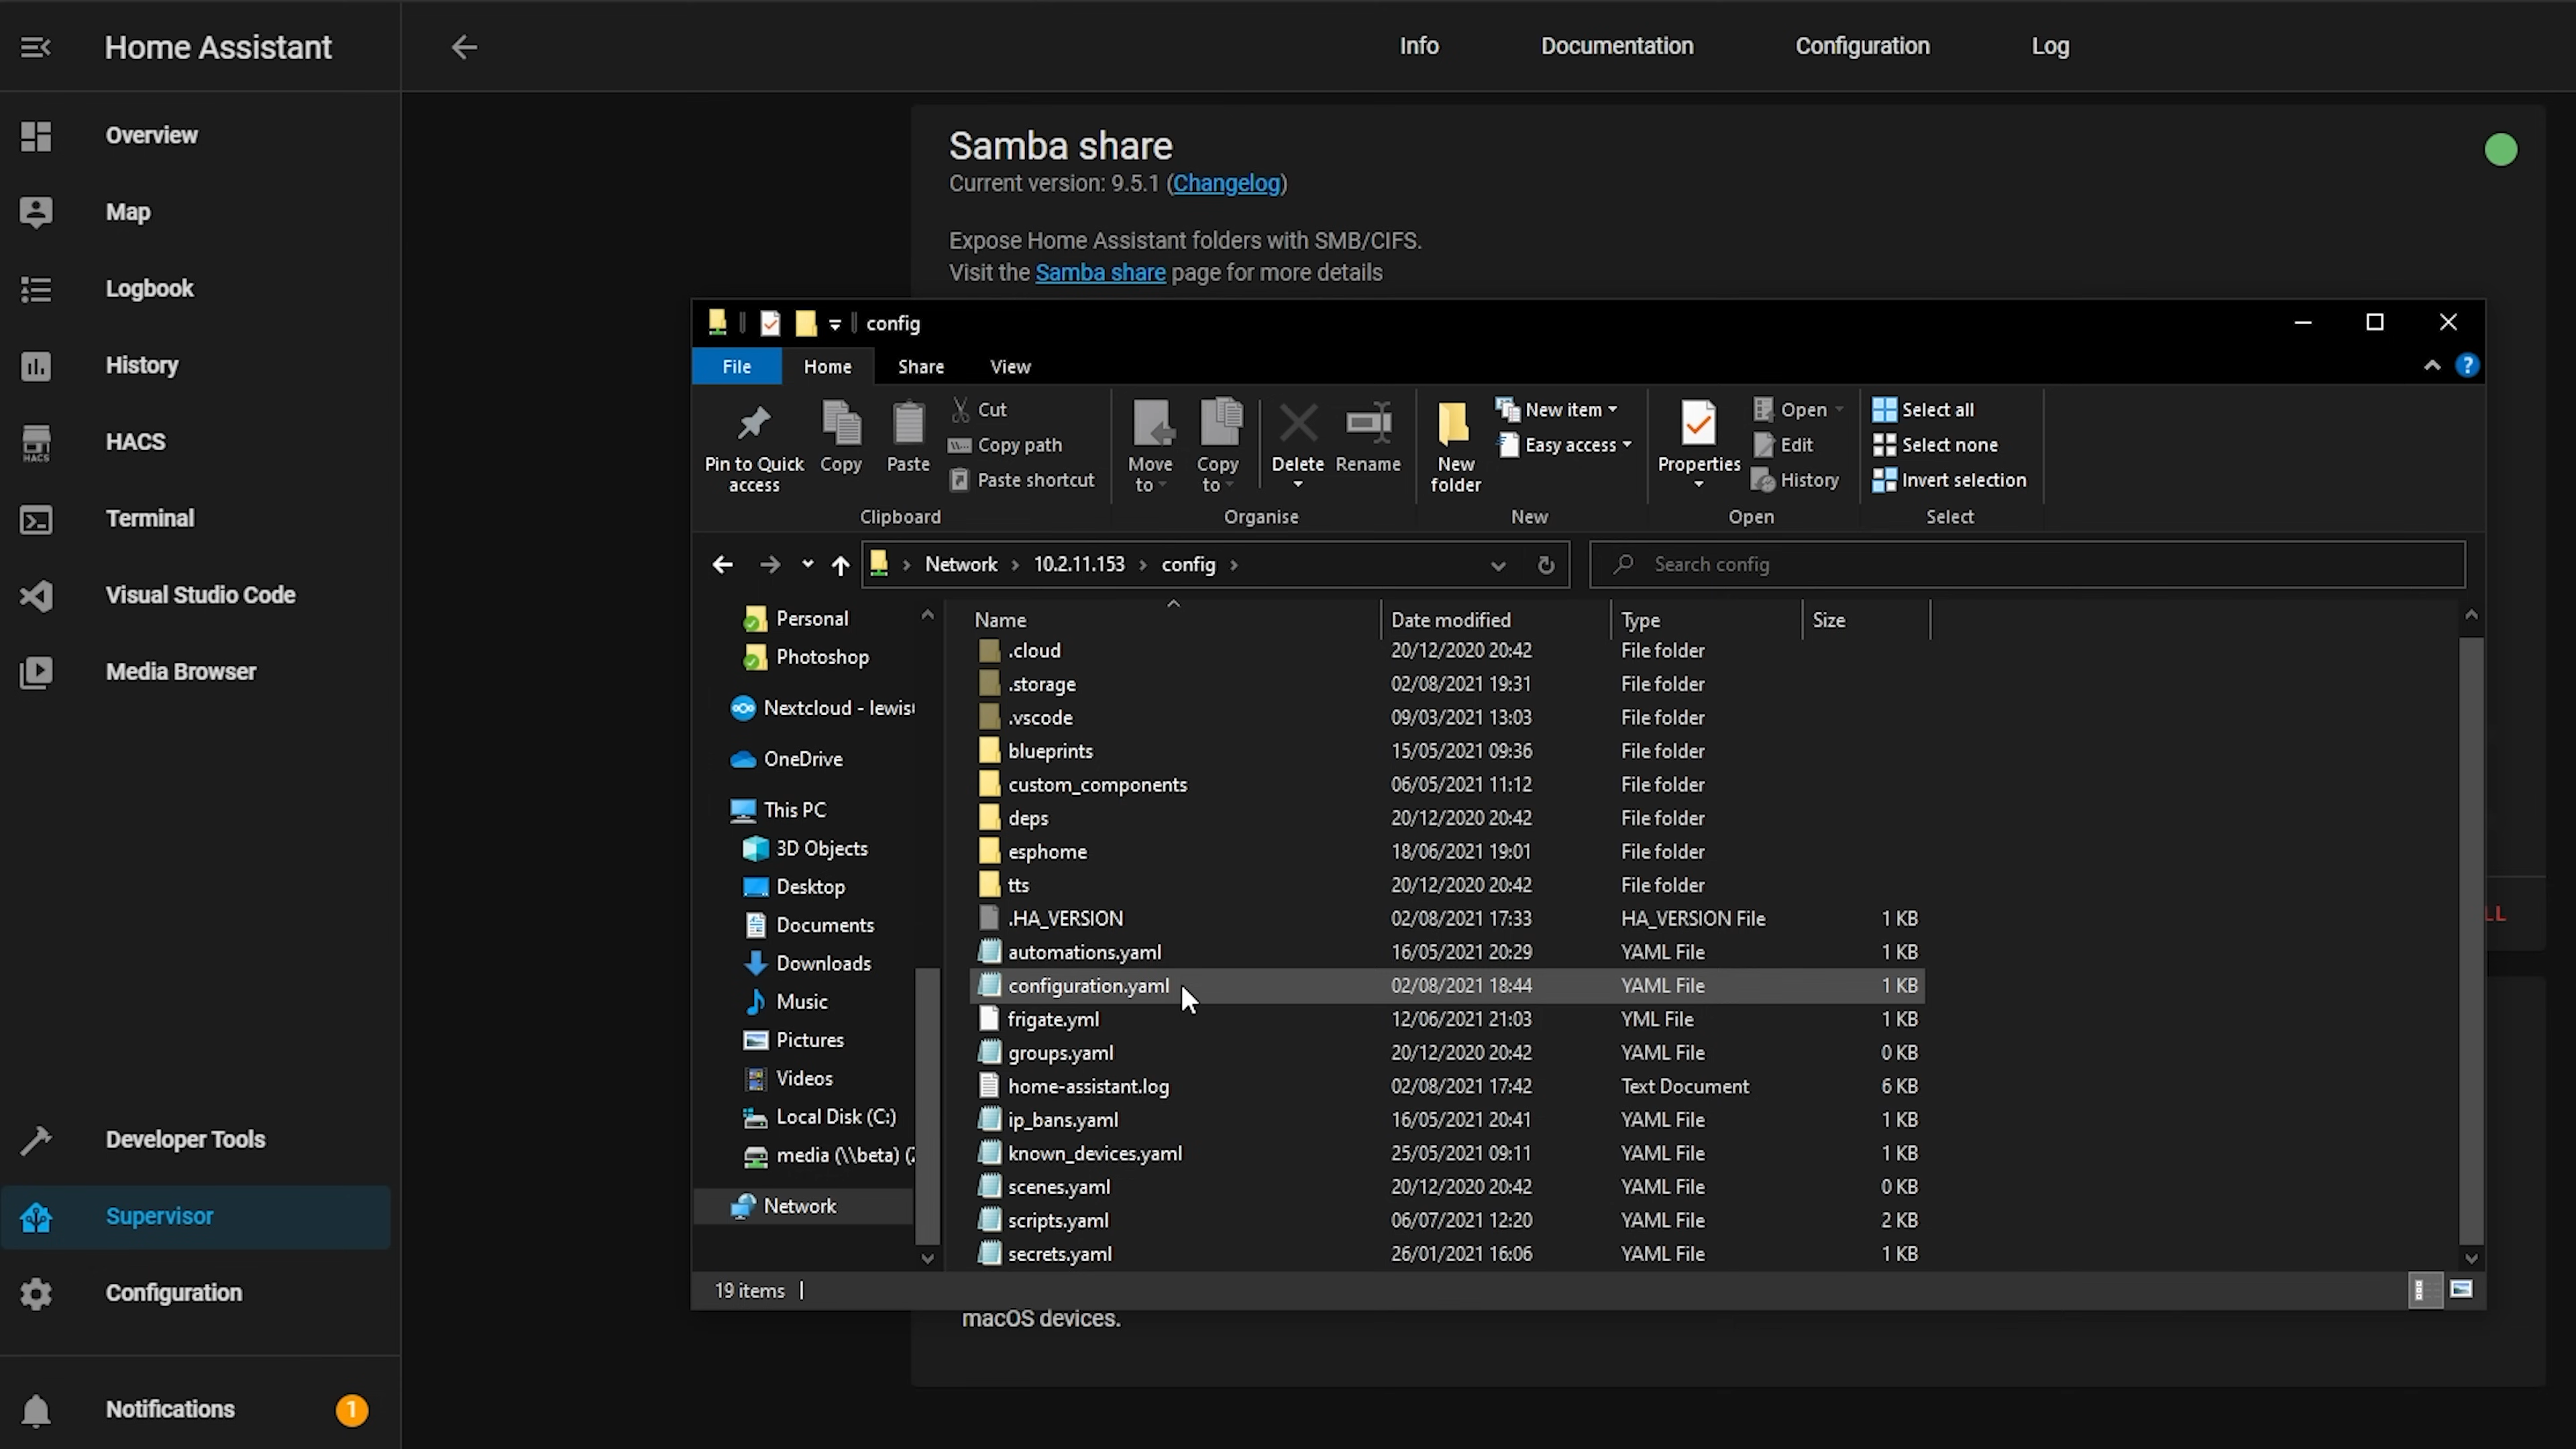 Home Assistant
Info Documentation Configuration Log
Overview
Map
Logbook
History
HACS
HACS
Terminal
Visual Studio Code
Media Browser
Developer Tools
Supervisor
Configuration
Notifications 1
Samba share
Current version: 9.5.1 (Changelog)
Expose Home Assistant folders with SMB/CIFS.
Visit the Samba share page for more details
config
File Home Share View ?
Pin to Quick access
Copy
Paste
Cut
Copy path
Paste shortcut
Clipboard
Move to
Copy to
Delete
Rename
Organise
New folder
New item
Easy access
New
Properties
Open
Edit
History
Open
Select all
Select none
Invert selection
Select
Network 10.2.11.153 config
Search config
Personal
Photoshop
Nextcloud -
OneDrive
This PC
3D Objects
Desktop
Documents
Downloads
Music
Pictures
Videos
Local Disk (C:)
media (\\beta)
Network
Name Date modified Type Size
.cloud 20/12/2020 20:42 File folder
.storage 02/08/2021 19:31 File folder
.vscode 09/03/2021 13:03 File folder
blueprints 15/05/2021 09:36 File folder
custom_components 06/05/2021 11:12 File folder
deps 20/12/2020 20:42 File folder
esphome 18/06/2021 19:01 File folder
tts 20/12/2020 20:42 File folder
.HA_VERSION 02/08/2021 17:33 HA_VERSION File 1 KB
automations.yaml 16/05/2021 20:29 YAML File 1 KB
configuration.yaml 02/08/2021 18:44 YAML File 1 KB
frigate.yml 12/06/2021 21:03 YML File 1 KB
groups.yaml 20/12/2020 20:42 YAML File 0 KB
home-assistant.log 02/08/2021 17:42 Text Document 6 KB
ip_bans.yaml 16/05/2021 20:41 YAML File 1 KB
known_devices.yaml 25/05/2021 09:11 YAML File 1 KB
scenes.yaml 20/12/2020 20:42 YAML File 0 KB
scripts.yaml 06/07/2021 12:20 YAML File 2 KB
secrets.yaml 26/01/2021 16:06 YAML File 1 KB
19 items
macOS devices.